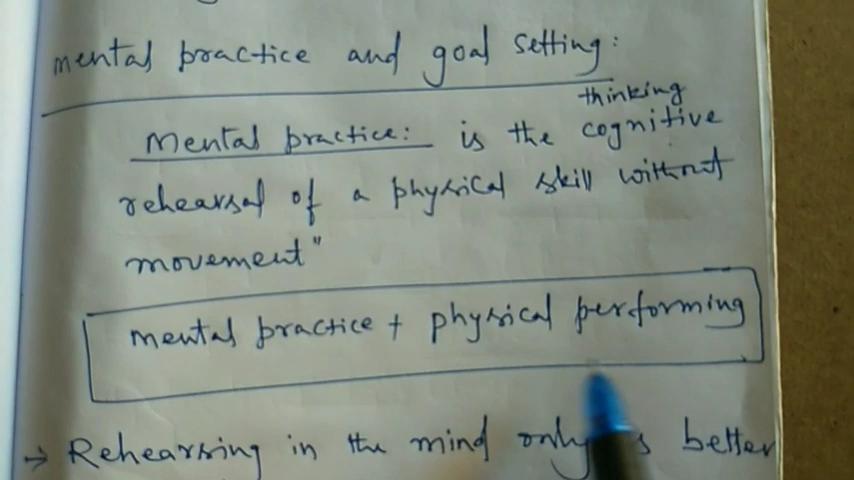 mental practice and goal setting:
thinking
Mental practice: is the cognitive
rehearsal of a physical skill without
movement"
mental practice + physical performing
→ Rehearsing in the mind only better